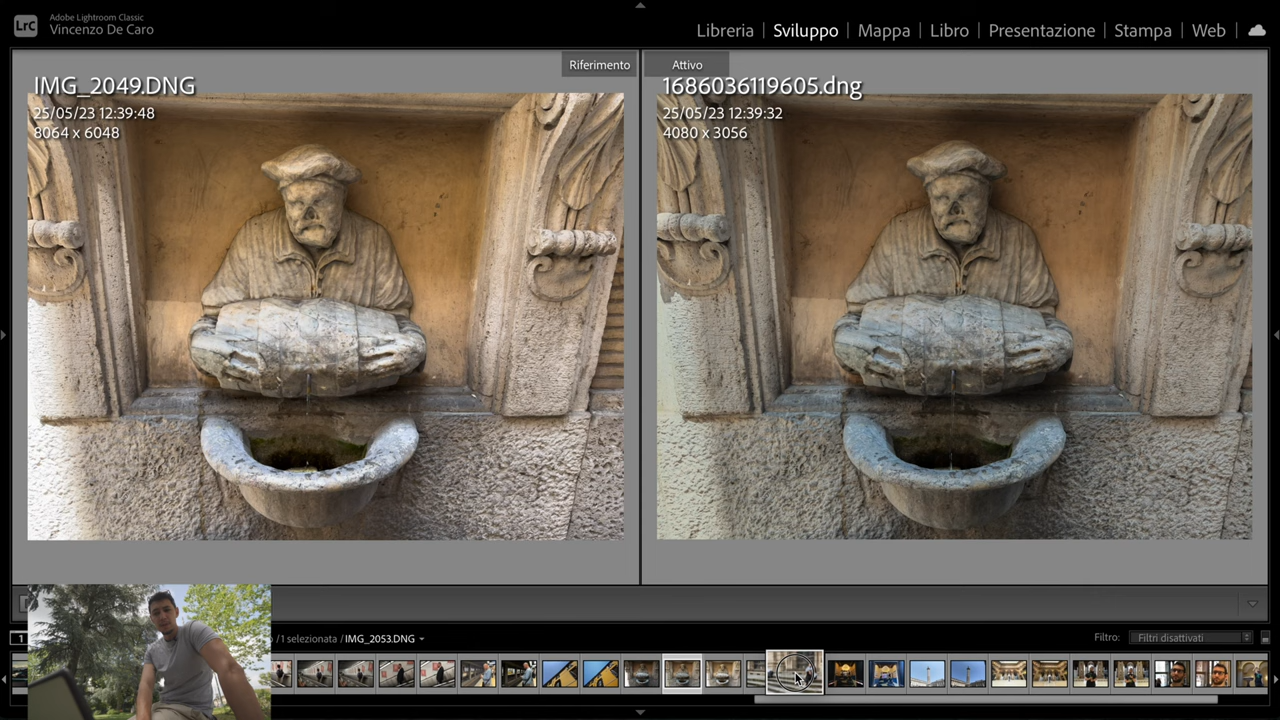 LrC
Adobe Lightroom Classic
Vincenzo De Caro
Libreria | Sviluppo | Mappa | Libro | Presentazione | Stampa | Web
Riferimento
Attivo
IMG_2049.DNG
25/05/23 12:39:48
8064 x 6048
1686036119605.dng
25/05/23 12:39:32
4080 x 3056
1
/1 selezionata / IMG_2053.DNG
Filtro:
Filtri disattivati